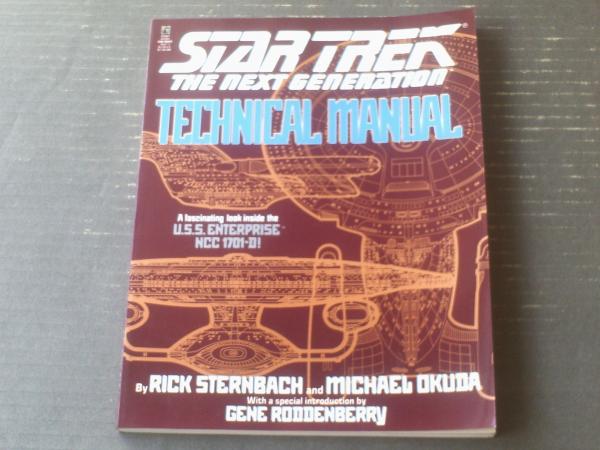 STAR TREK®
THE NEXT GENERATION
TECHNICAL MANUAL
A fascinating look inside the
U.S.S. ENTERPRISE™
NCC 1701-D!
By RICK STERNBACH and MICHAEL OKUDA
With a special introduction by
GENE RODDENBERRY